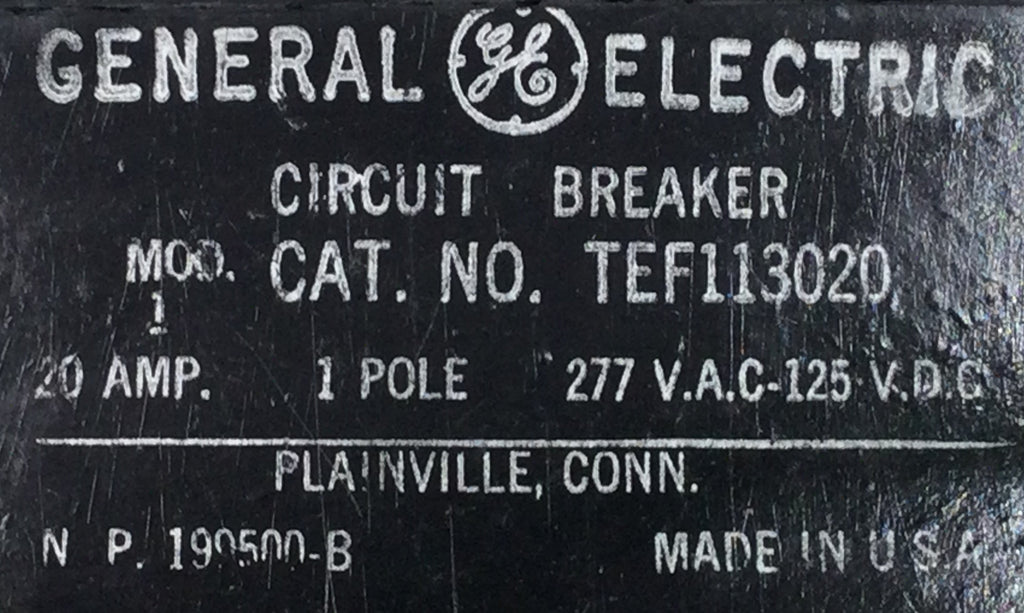 GENERAL GE ELECTRIC
CIRCUIT BREAKER
MOD. 1 CAT. NO. TEF113020
20 AMP. 1 POLE 277 V.A.C-125 V.D.C
PLAINVILLE, CONN.
N P. 199500-B MADE IN U.S.A